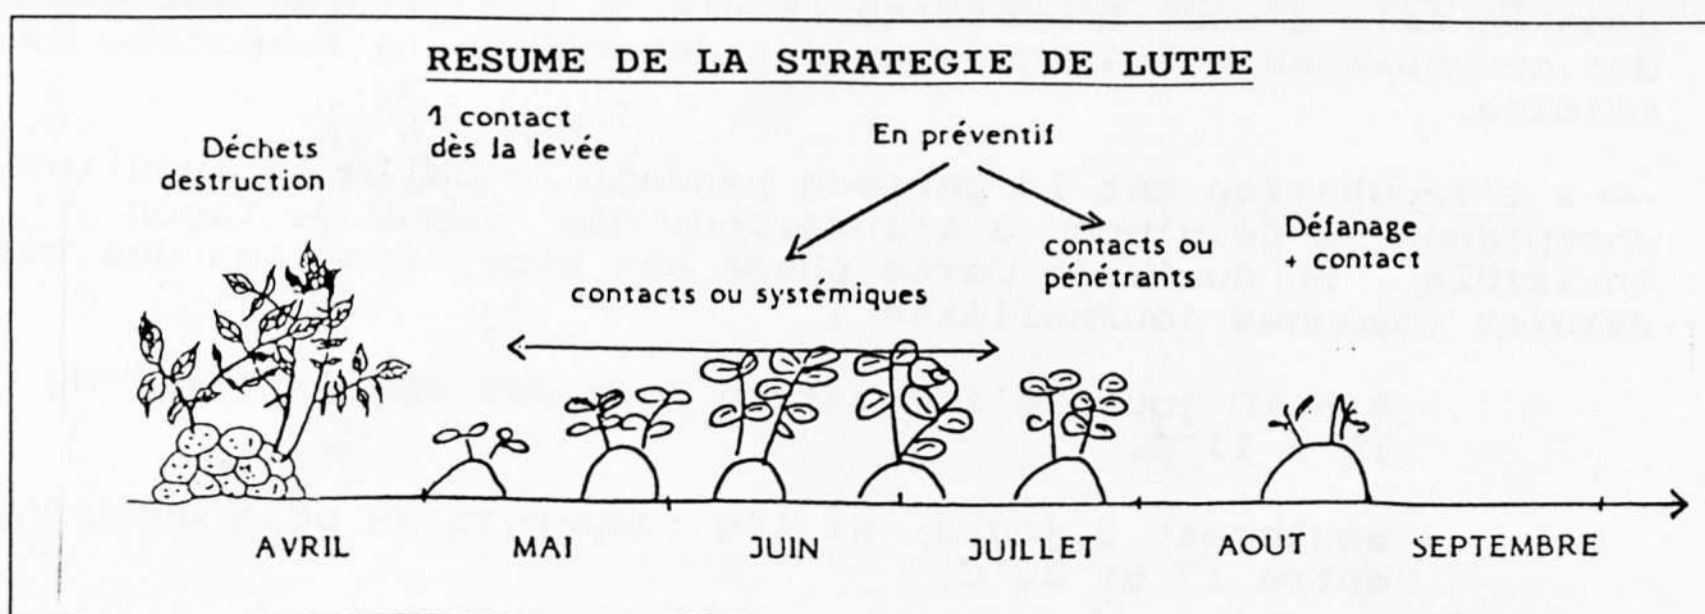 RESUME DE LA STRATEGIE DE LUTTE
Déchets
destruction
1 contact
dès la levée
En préventif
contacts ou systémiques
contacts ou
pénétrants
Défanage
+ contact
AVRIL MAI JUIN JUILLET AOUT SEPTEMBRE